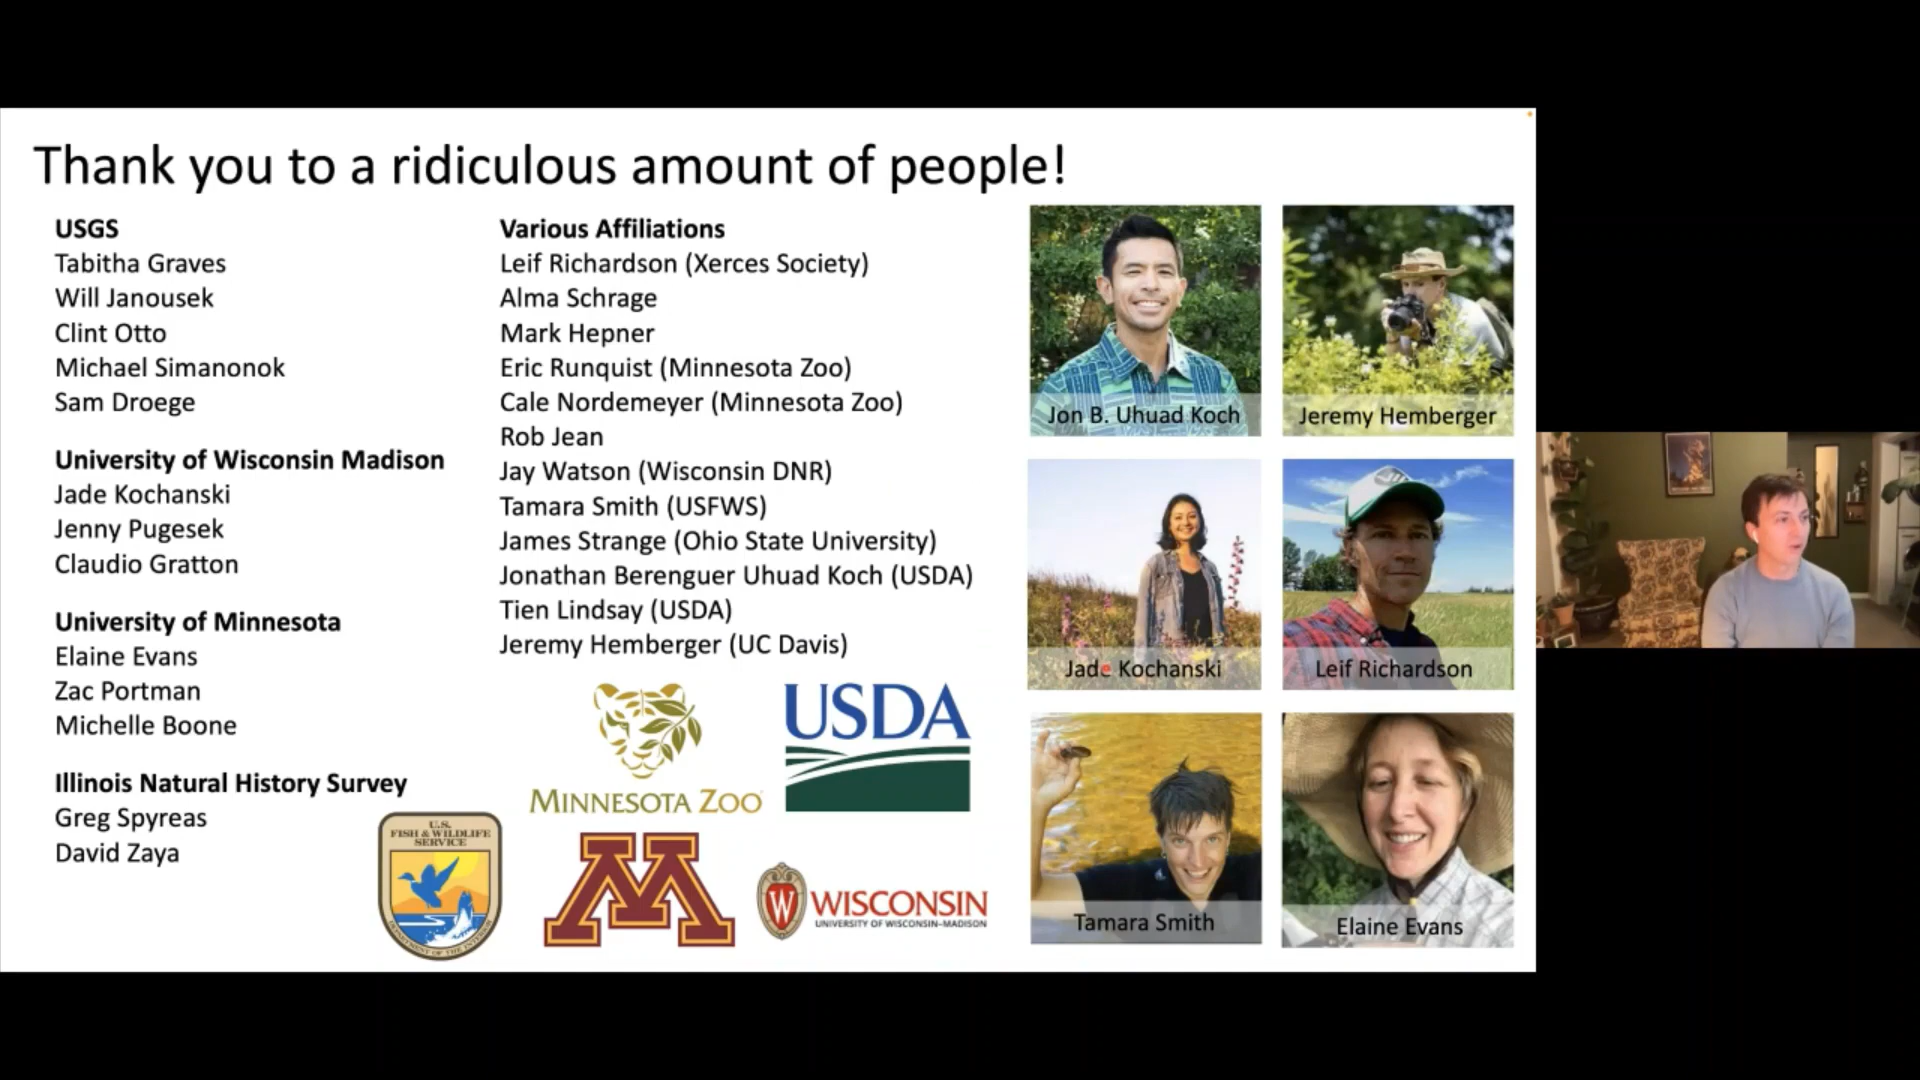 Thank you to a ridiculous amount of people!
USGS
Tabitha Graves
Will Janousek
Clint Otto
Michael Simanonok
Sam Droege
University of Wisconsin Madison
Jade Kochanski
Jenny Pugesek
Claudio Gratton
University of Minnesota
Elaine Evans
Zac Portman
Michelle Boone
Illinois Natural History Survey
Greg Spyreas
David Zaya
Various Affiliations
Leif Richardson (Xerces Society)
Alma Schrage
Mark Hepner
Eric Runquist (Minnesota Zoo)
Cale Nordemeyer (Minnesota Zoo)
Rob Jean
Jay Watson (Wisconsin DNR)
Tamara Smith (USFWS)
James Strange (Ohio State University)
Jonathan Berenguer Uhuad Koch (USDA)
Tien Lindsay (USDA)
Jeremy Hemberger (UC Davis)
MINNESOTA ZOO
USDA
U.S.
FISH & WILDLIFE
SERVICE
DEPARTMENT OF THE INTERIOR
M
W
WISCONSIN
UNIVERSITY OF WISCONSIN–MADISON
Jon B. Uhuad Koch
Jeremy Hemberger
Jade Kochanski
Leif Richardson
Tamara Smith
Elaine Evans